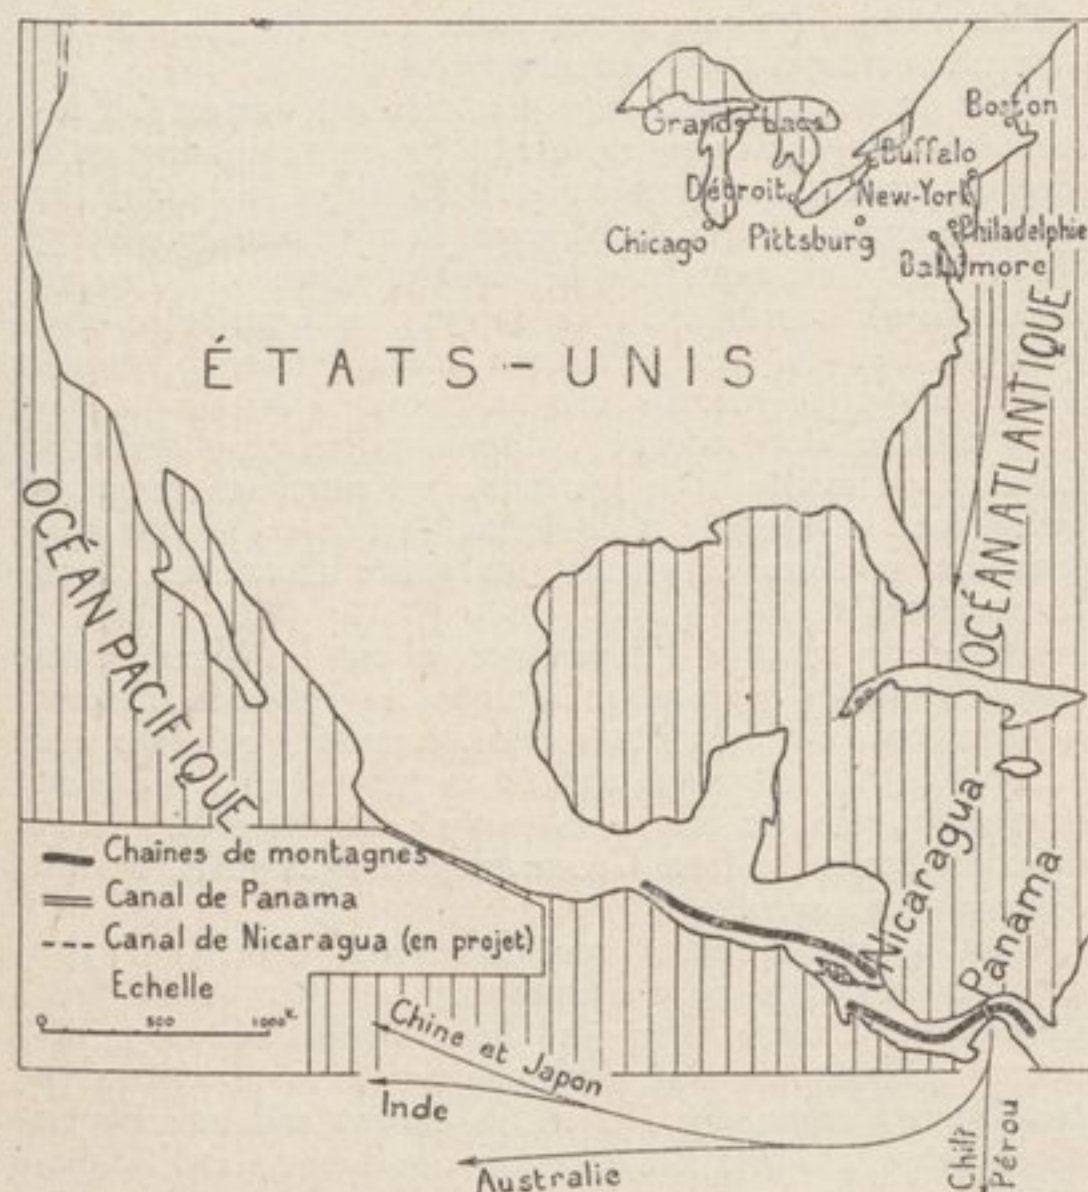 Grands Lacs
Boston
Buffalo
Détroit
New-York
Chicago
Pittsburg
Philadelphie
Baltimore
ÉTATS-UNIS
OCÉAN ATLANTIQUE
OCÉAN PACIFIQUE
Nicaragua
Panama
Chaînes de montagnes
Canal de Panama
Canal de Nicaragua (en projet)
Echelle
0 500 1000 K.
Chine et Japon
Inde
Australie
Chili
Pérou